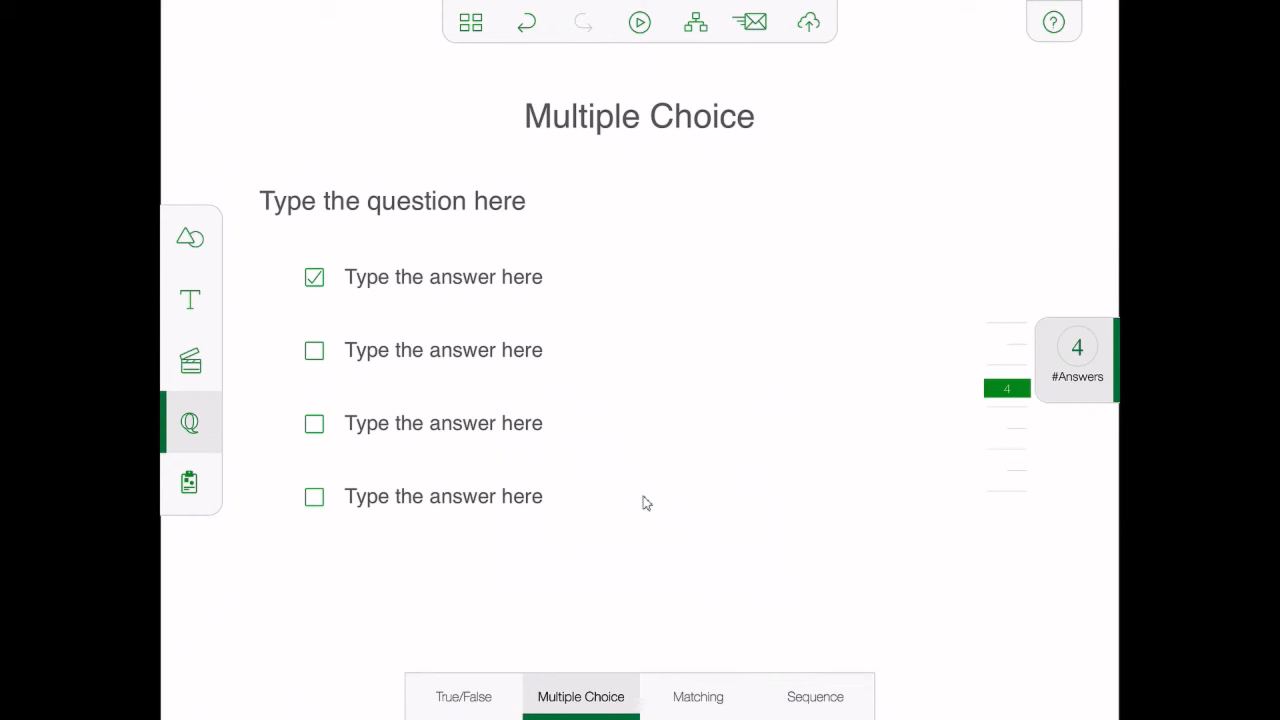 Multiple Choice
Type the question here
Type the answer here
Type the answer here
Type the answer here
Type the answer here
4
#Answers
4
True/False
Multiple Choice
Matching
Sequence